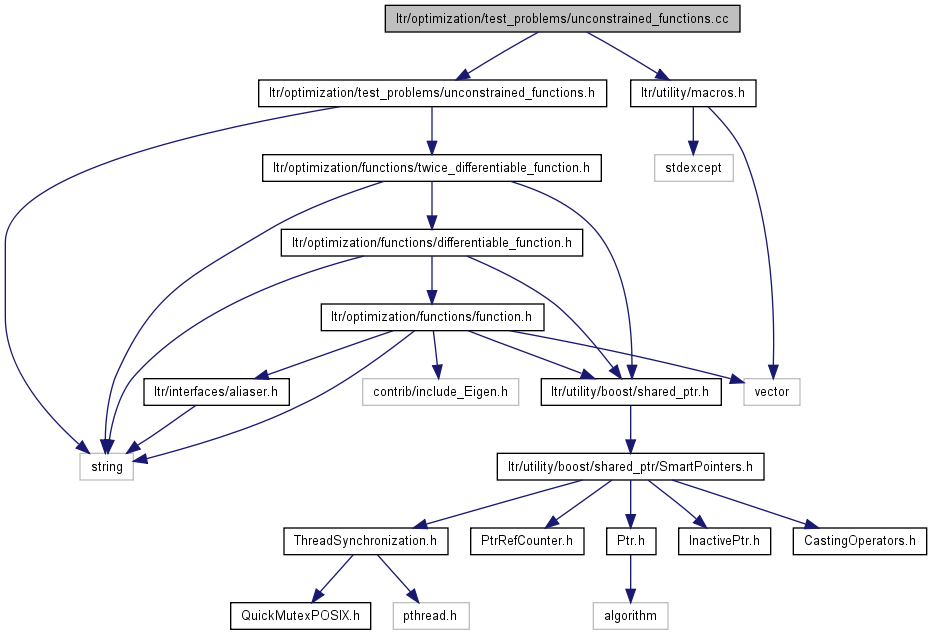 ltr/optimization/test_problems/unconstrained_functions.cc
ltr/optimization/test_problems/unconstrained_functions.h
ltr/utility/macros.h
ltr/optimization/functions/twice_differentiable_function.h
stdexcept
ltr/optimization/functions/differentiable_function.h
ltr/optimization/functions/function.h
ltr/interfaces/aliaser.h
contrib/include_Eigen.h
ltr/utility/boost/shared_ptr.h
vector
string
ltr/utility/boost/shared_ptr/SmartPointers.h
ThreadSynchronization.h
PtrRefCounter.h
Ptr.h
InactivePtr.h
CastingOperators.h
QuickMutexPOSIX.h
pthread.h
algorithm